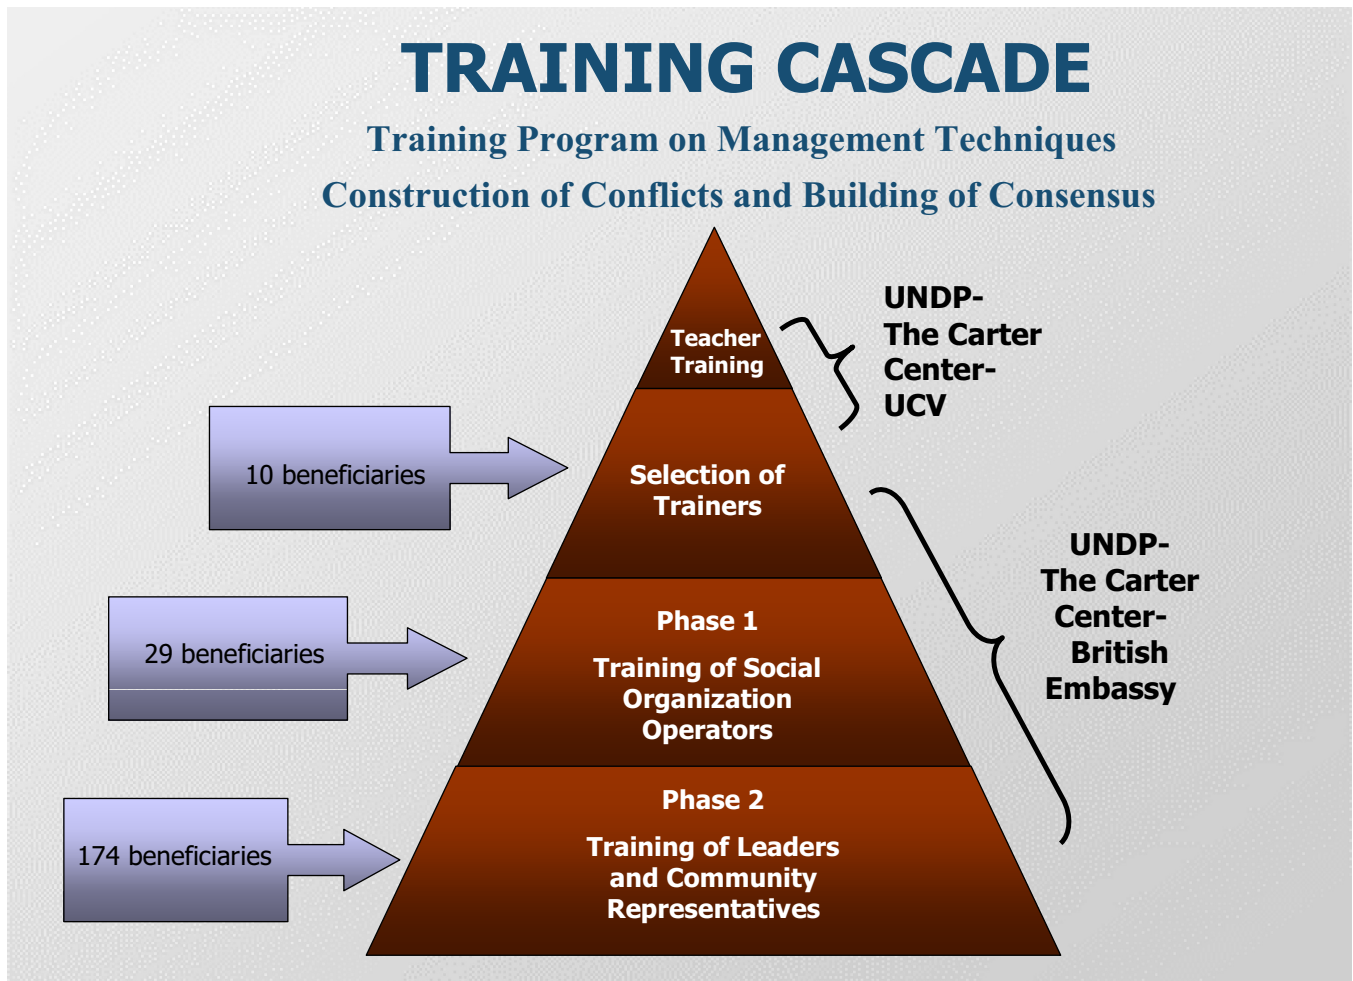 TRAINING CASCADE
Training Program on Management Techniques
Construction of Conflicts and Building of Consensus
Teacher
Training
UNDP-
The Carter
Center-
UCV
10 beneficiaries
Selection of
Trainers
UNDP-
The Carter
Center-
British
Embassy
29 beneficiaries
Phase 1
Training of Social
Organization
Operators
174 beneficiaries
Phase 2
Training of Leaders
and Community
Representatives